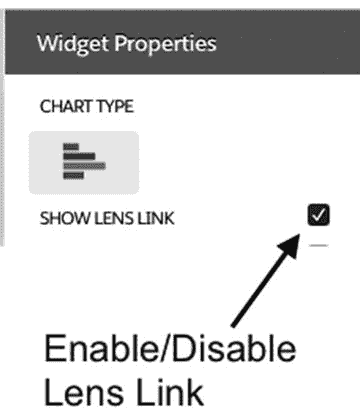 Widget Properties
CHART TYPE
SHOW LENS LINK
Enable/Disable
Lens Link